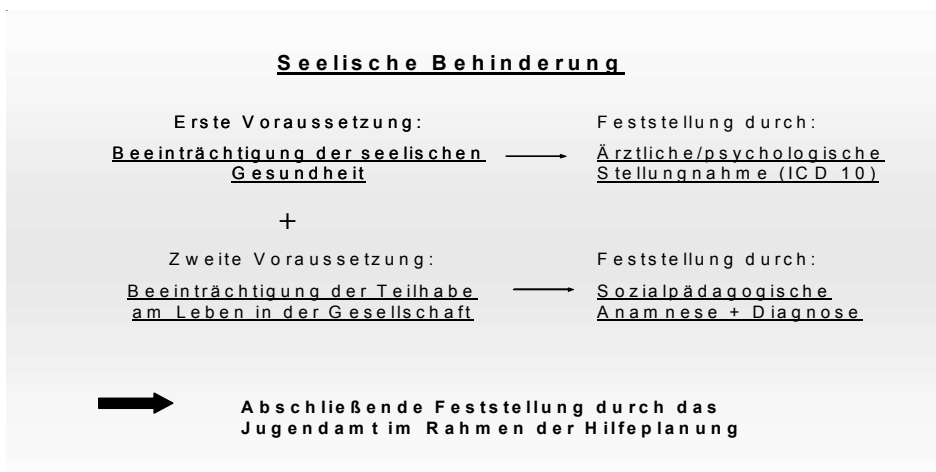 Seelische Behinderung
Erste Voraussetzung:
Feststellung durch:
Beeinträchtigung der seelischen
Gesundheit
Ärztliche/psychologische
Stellungnahme (ICD 10)
+
Zweite Voraussetzung:
Feststellung durch:
Beeinträchtigung der Teilhabe
am Leben in der Gesellschaft
Sozialpädagogische
Anamnese + Diagnose
Abschließende Feststellung durch das
Jugendamt im Rahmen der Hilfeplanung